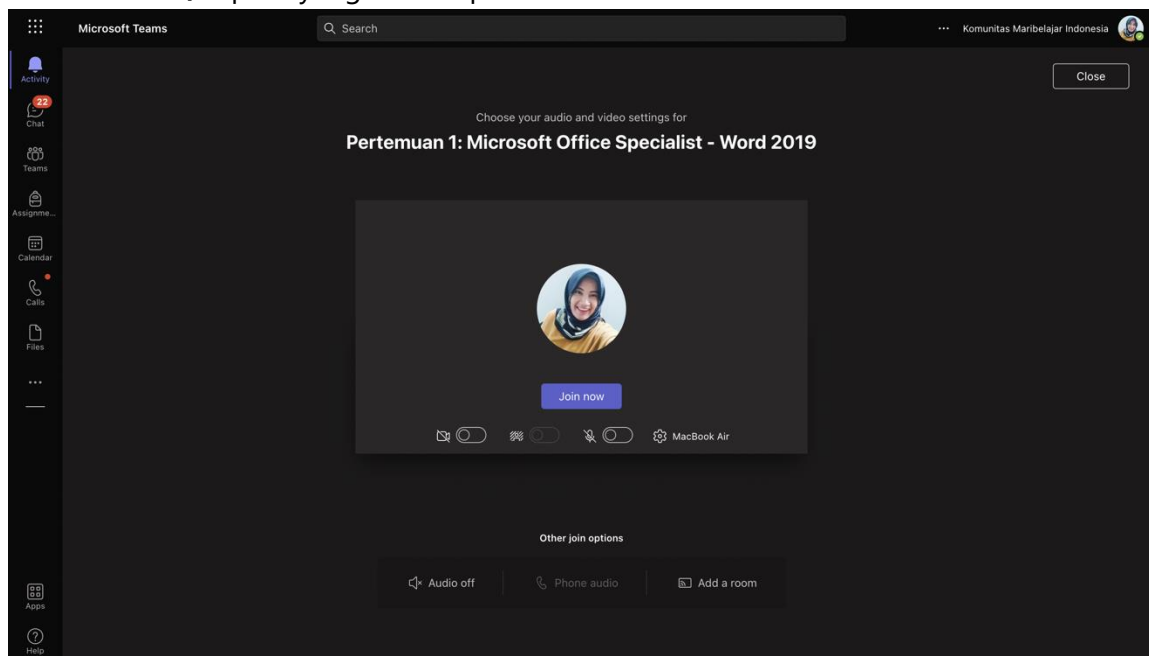 Microsoft Teams
Search
Komunitas Maribelajar Indonesia
Activity
22
Chat
Teams
Assignme...
Calendar
Calls
Files
Apps
Help
Close
Choose your audio and video settings for
Pertemuan 1: Microsoft Office Specialist - Word 2019
Join now
MacBook Air
Other join options
Audio off
Phone audio
Add a room